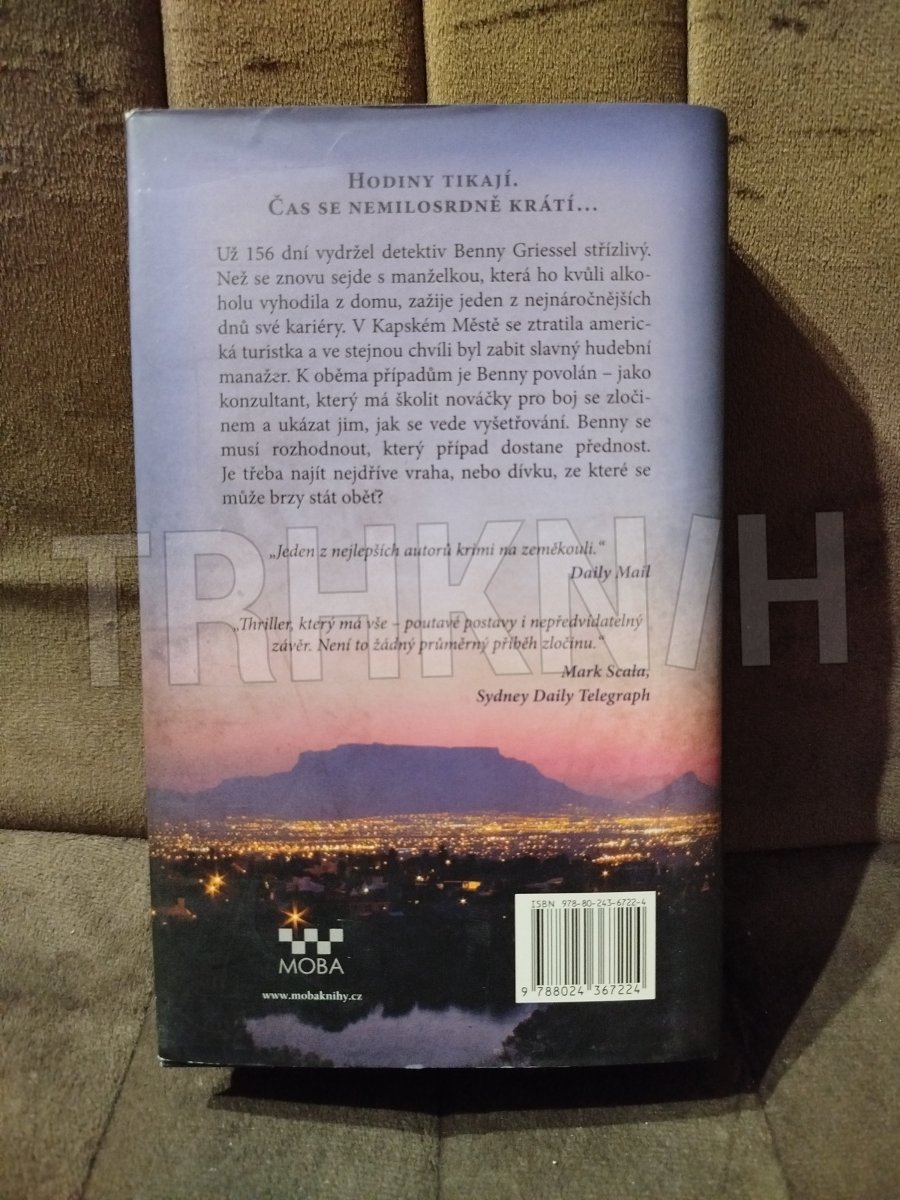 HODINY TIKAJÍ.
ČAS SE NEMILOSRDNĚ KRÁTÍ...
Už 156 dní vydržel detektiv Benny Griessel střízlivý.
Než se znovu sejde s manželkou, která ho kvůli alko-
holu vyhodila z domu, zažije jeden z nejnáročnějších
dnů své kariéry. V Kapském Městě se ztratila americ-
ká turistka a ve stejnou chvíli byl zabit slavný hudební
manažer. K oběma případům je Benny povolán – jako
konzultant, který má školit nováčky pro boj se zloči-
nem a ukázat jim, jak se vede vyšetřování. Benny se
musí rozhodnout, který případ dostane přednost.
Je třeba najít nejdříve vraha, nebo dívku, ze které se
může brzy stát oběť?
„Jeden z nejlepších autorů krimi na zeměkouli.“
Daily Mail
TRHKNIH
„Thriller, který má vše – poutavé postavy i nepředvídatelný
závěr. Není to žádný průměrný příběh zločinu.“
Mark Scala,
Sydney Daily Telegraph
ISBN 978-80-243-6722-4
9 788024 367224
MOBA
www.mobaknihy.cz